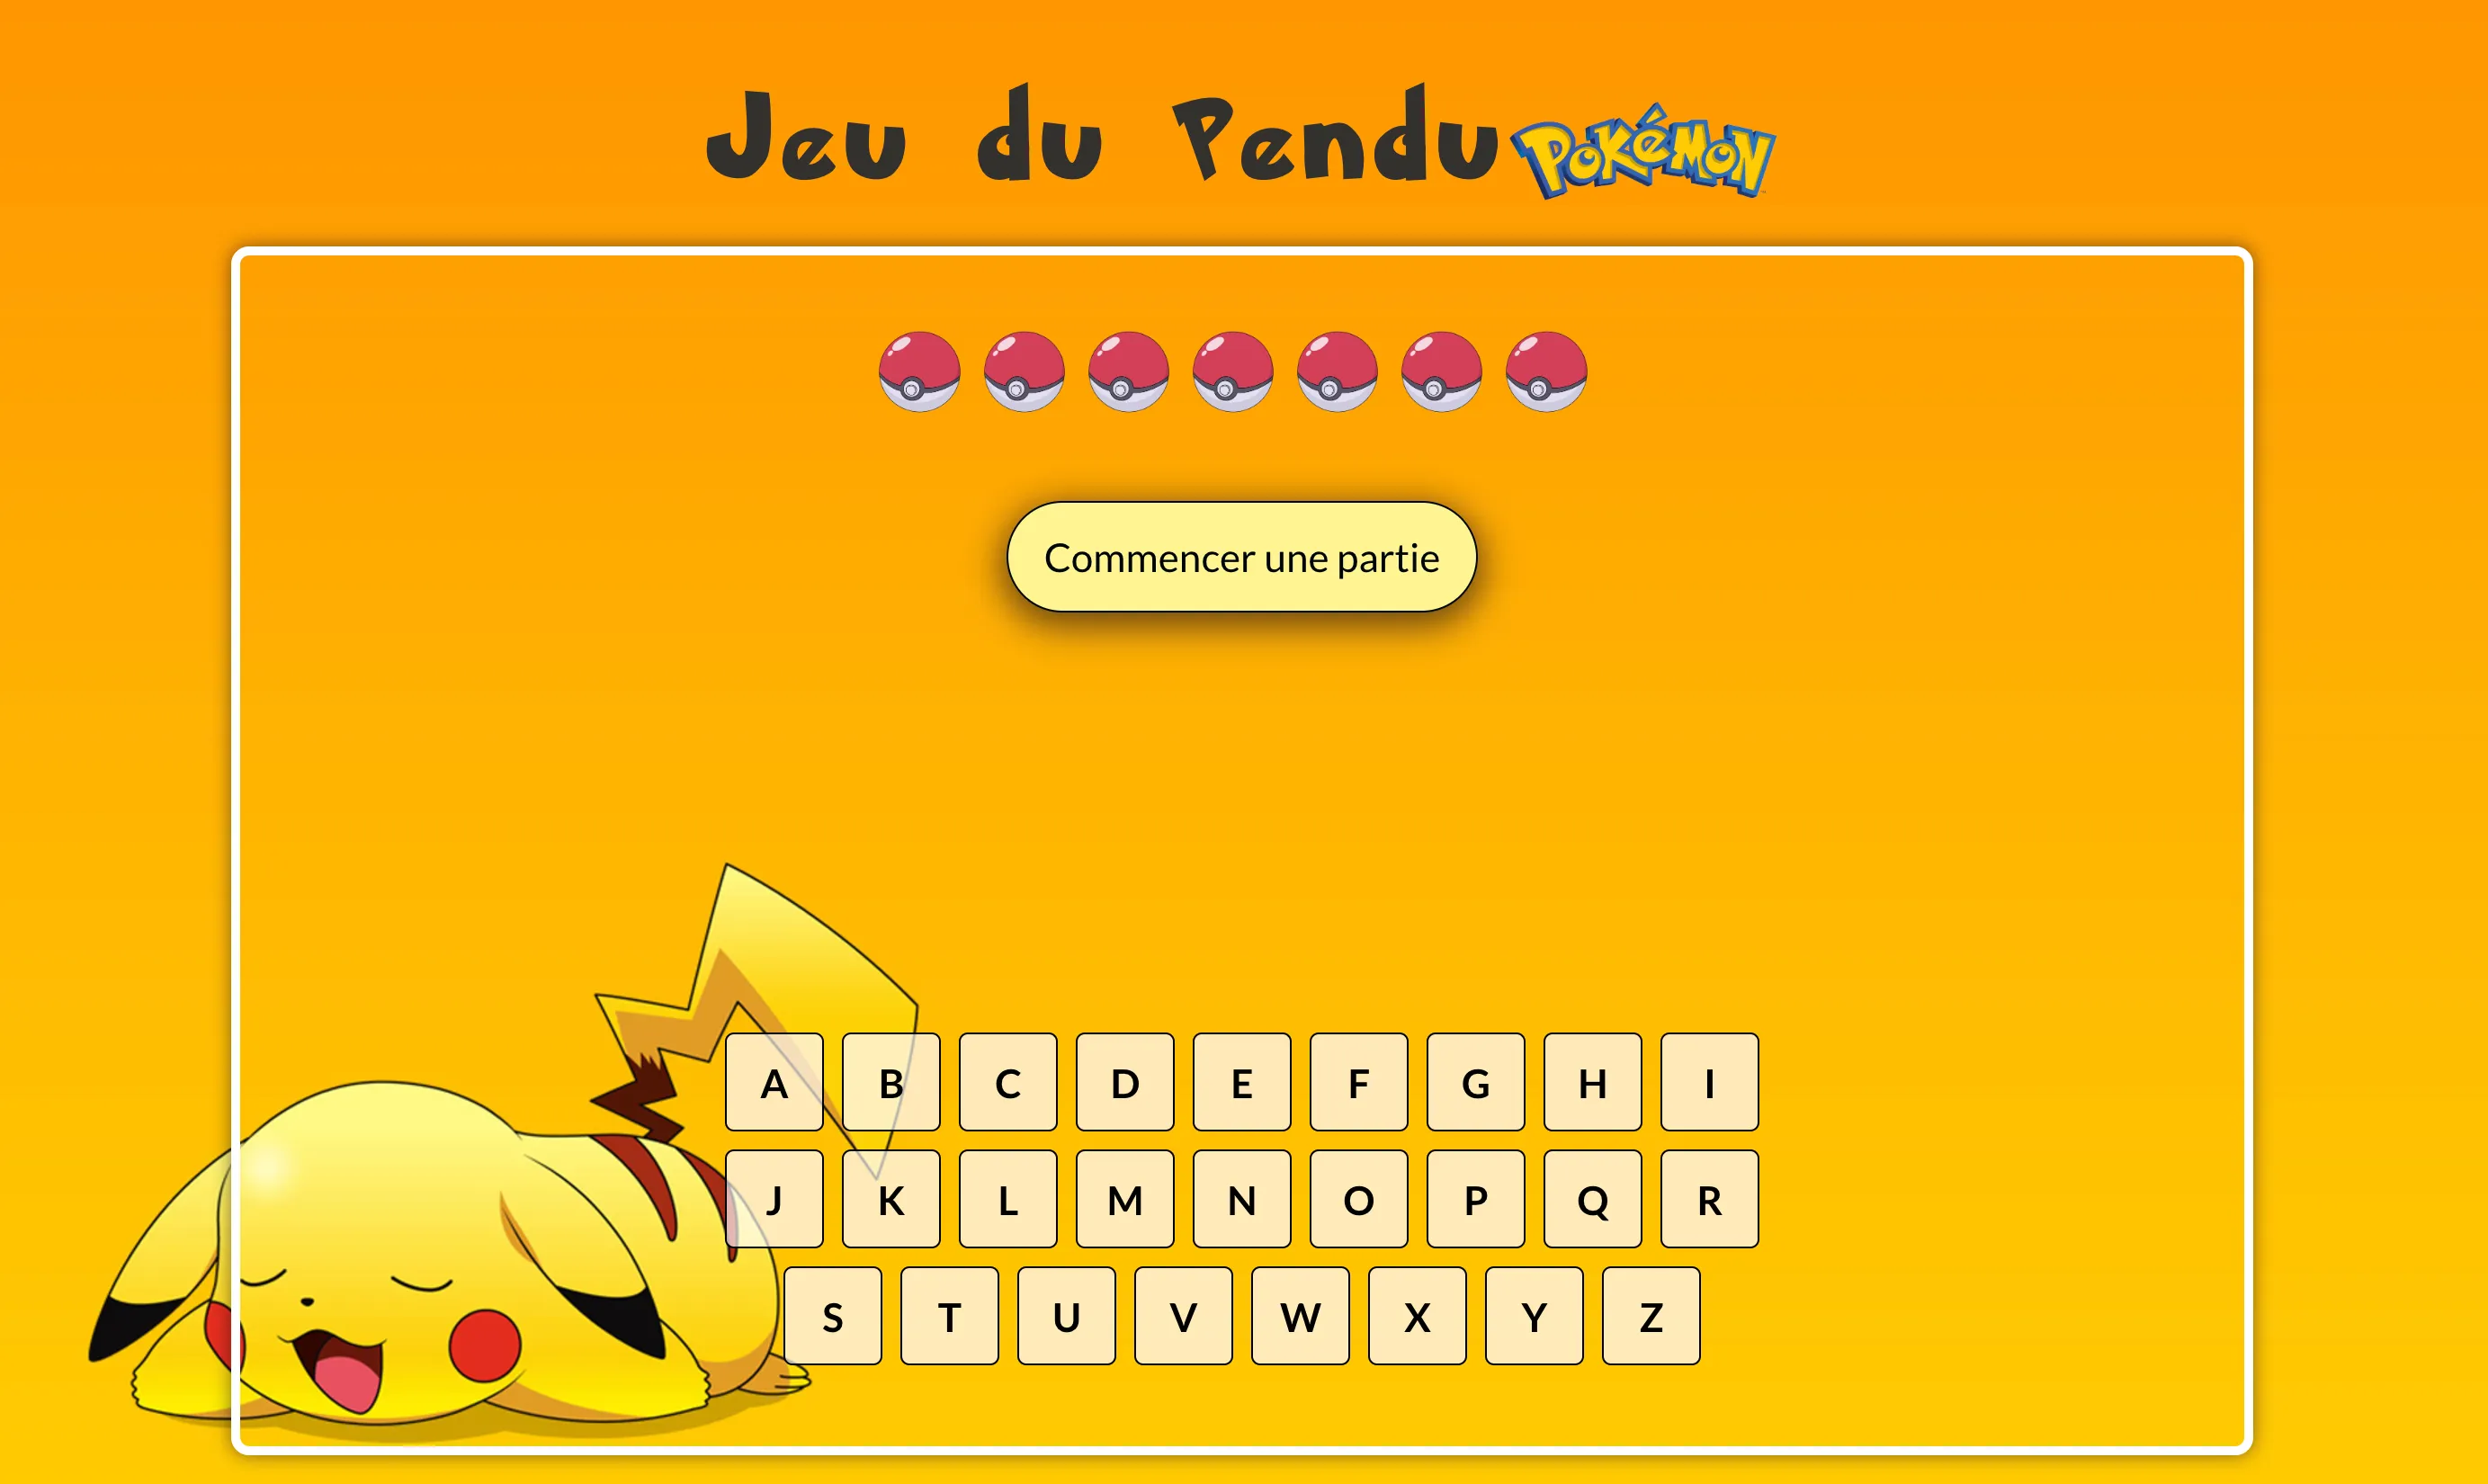 Jeu du Pendu Pokémon
Commencer une partie
A B C D E F G H I
J K L M N O P Q R
S T U V W X Y Z